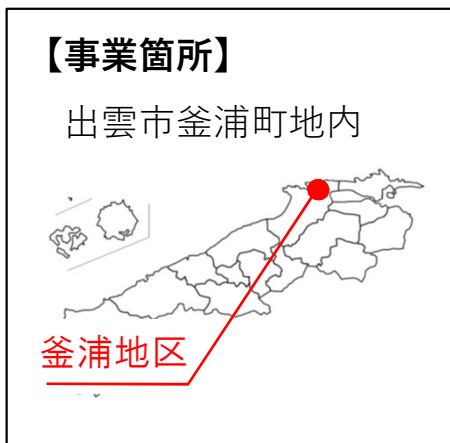 【事業箇所】
出雲市釜浦町地内
釜浦地区